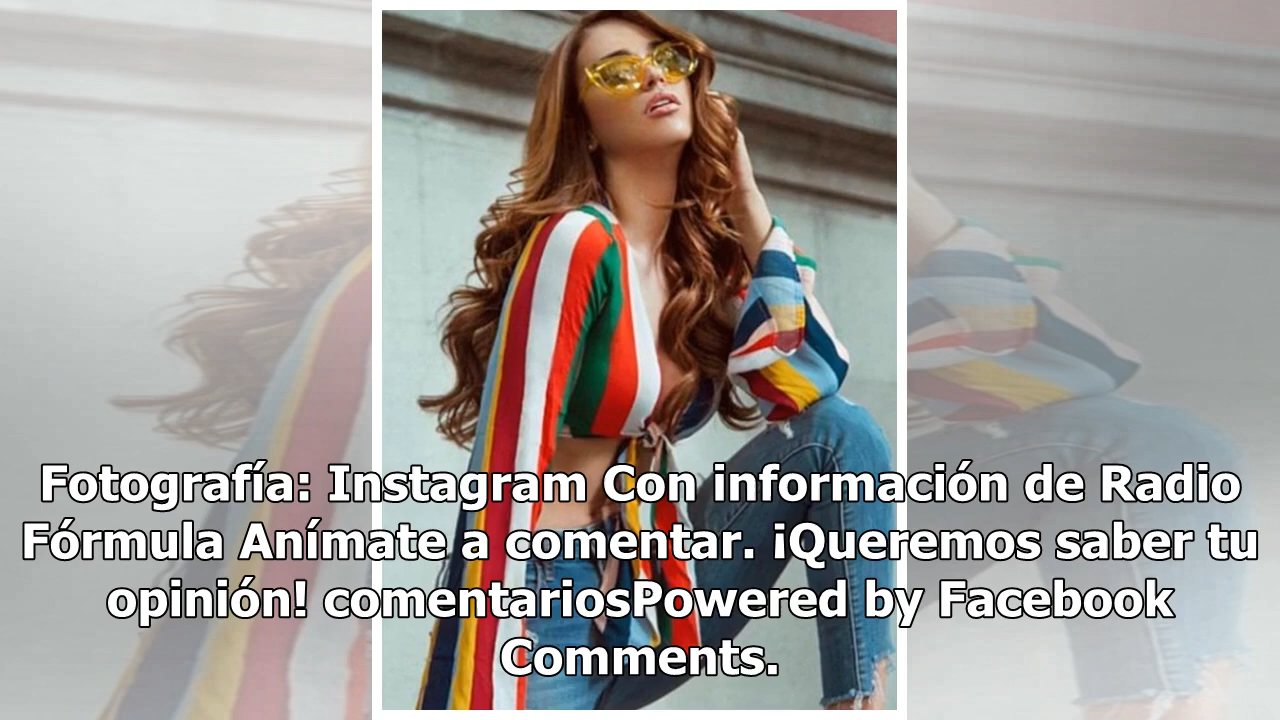 Fotografía: Instagram Con información de Radio
Fórmula Anímate a comentar. ¡Queremos saber tu
opinión! comentariosPowered by Facebook
Comments.